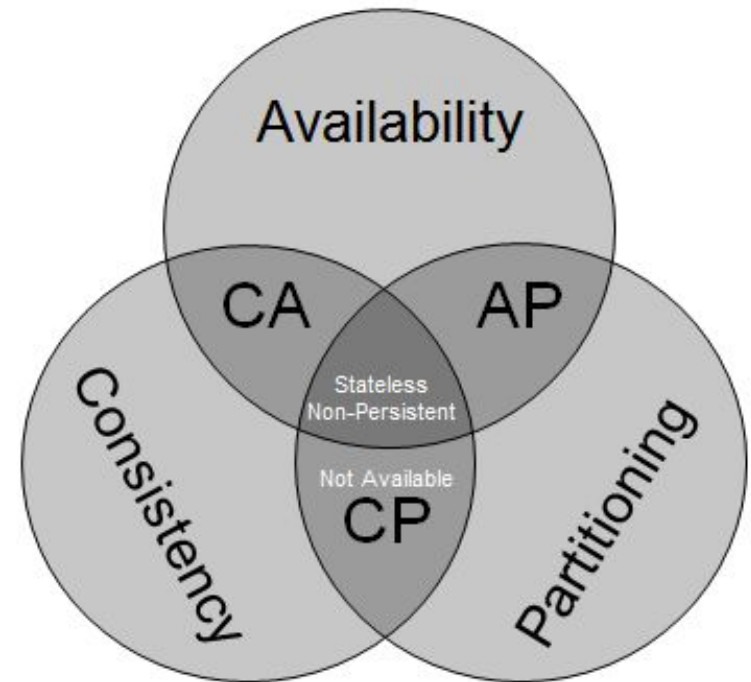 Availability
CA
AP
Stateless
Non-Persistent
Not Available
CP
Consistency
Partitioning